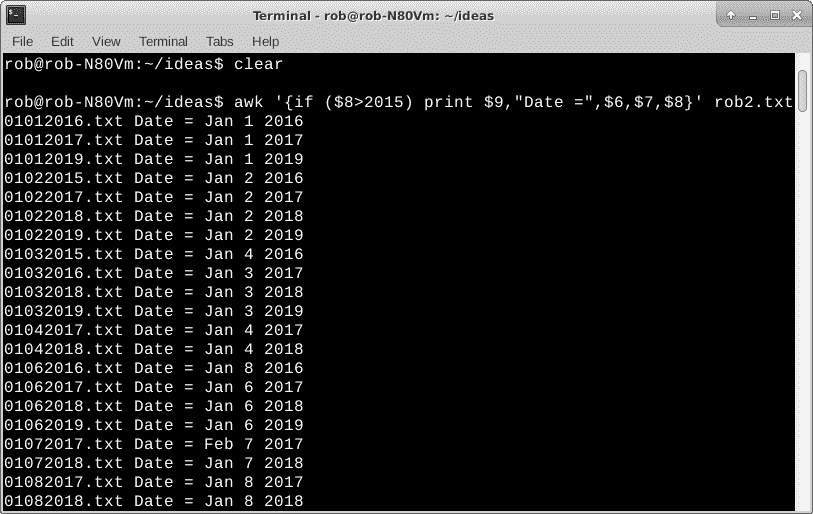 Terminal - rob@rob-N80Vm: ~/ideas
File Edit View Terminal Tabs Help
rob@rob-N80Vm:~/ideas$ clear
rob@rob-N80Vm:~/ideas$ awk '{if ($8>2015) print $9,"Date =",$6,$7,$8}' rob2.txt
01012016.txt Date = Jan 1 2016
01012017.txt Date = Jan 1 2017
01012019.txt Date = Jan 1 2019
01022015.txt Date = Jan 2 2016
01022017.txt Date = Jan 2 2017
01022018.txt Date = Jan 2 2018
01022019.txt Date = Jan 2 2019
01032015.txt Date = Jan 4 2016
01032016.txt Date = Jan 3 2017
01032018.txt Date = Jan 3 2018
01032019.txt Date = Jan 3 2019
01042017.txt Date = Jan 4 2017
01042018.txt Date = Jan 4 2018
01062016.txt Date = Jan 8 2016
01062017.txt Date = Jan 6 2017
01062018.txt Date = Jan 6 2018
01062019.txt Date = Jan 6 2019
01072017.txt Date = Feb 7 2017
01072018.txt Date = Jan 7 2018
01082017.txt Date = Jan 8 2017
01082018.txt Date = Jan 8 2018